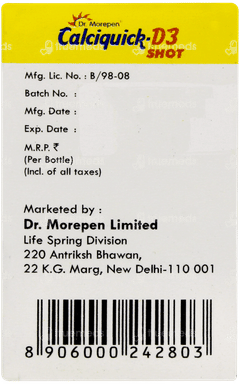 Dr. Morepen
Calciquick-D3
SHOT
Mfg. Lic. No. : B/98-08
Batch No. :
Mfg. Date :
Exp. Date :
M.R.P. ₹
(Per Bottle)
(Incl. of all taxes)
Marketed by :
Dr. Morepen Limited
Life Spring Division
220 Antriksh Bhawan,
22 K.G. Marg, New Delhi-110 001
8 906000 242803